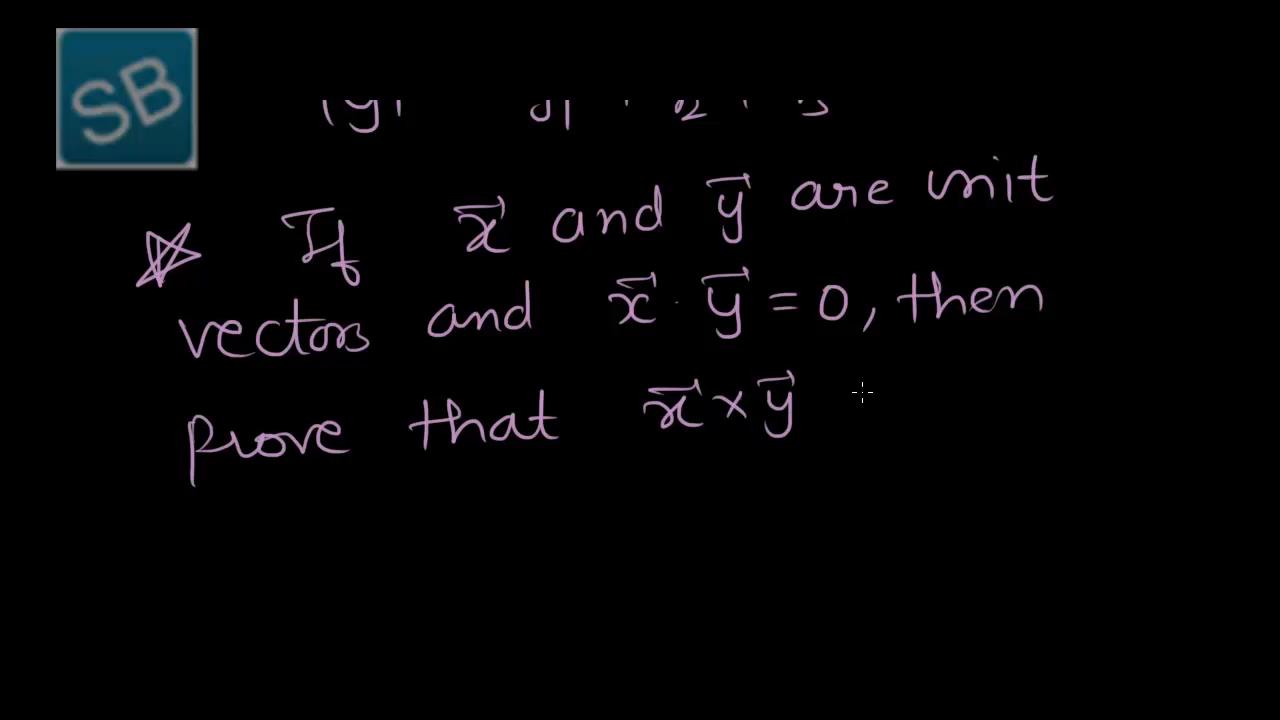 SB
If x⃗ and y⃗ are unit
vectors and x⃗ · y⃗ = 0, then
prove that x⃗ × y⃗